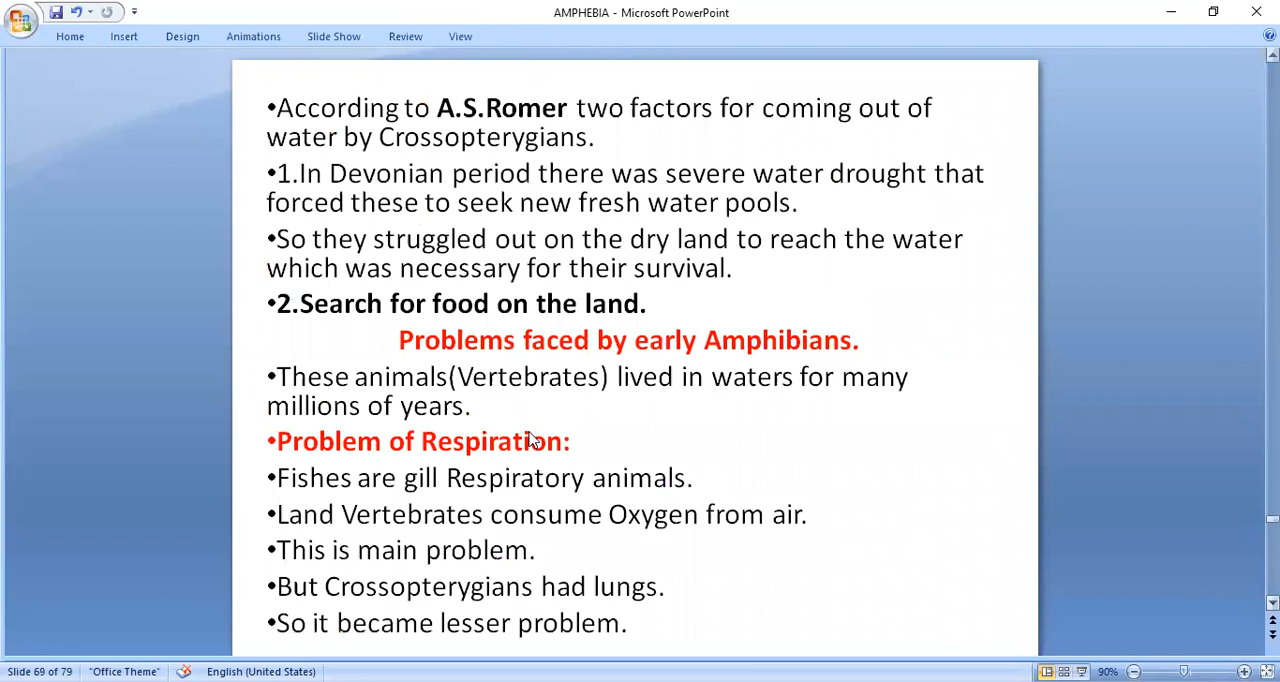 AMPHEBIA - Microsoft PowerPoint
Home Insert Design Animations Slide Show Review View
•According to A.S.Romer two factors for coming out of
water by Crossopterygians.
•1.In Devonian period there was severe water drought that
forced these to seek new fresh water pools.
•So they struggled out on the dry land to reach the water
which was necessary for their survival.
•2.Search for food on the land.
Problems faced by early Amphibians.
•These animals(Vertebrates) lived in waters for many
millions of years.
•Problem of Respiration:
•Fishes are gill Respiratory animals.
•Land Vertebrates consume Oxygen from air.
•This is main problem.
•But Crossopterygians had lungs.
•So it became lesser problem.
Slide 69 of 79 "Office Theme" English (United States) 90%